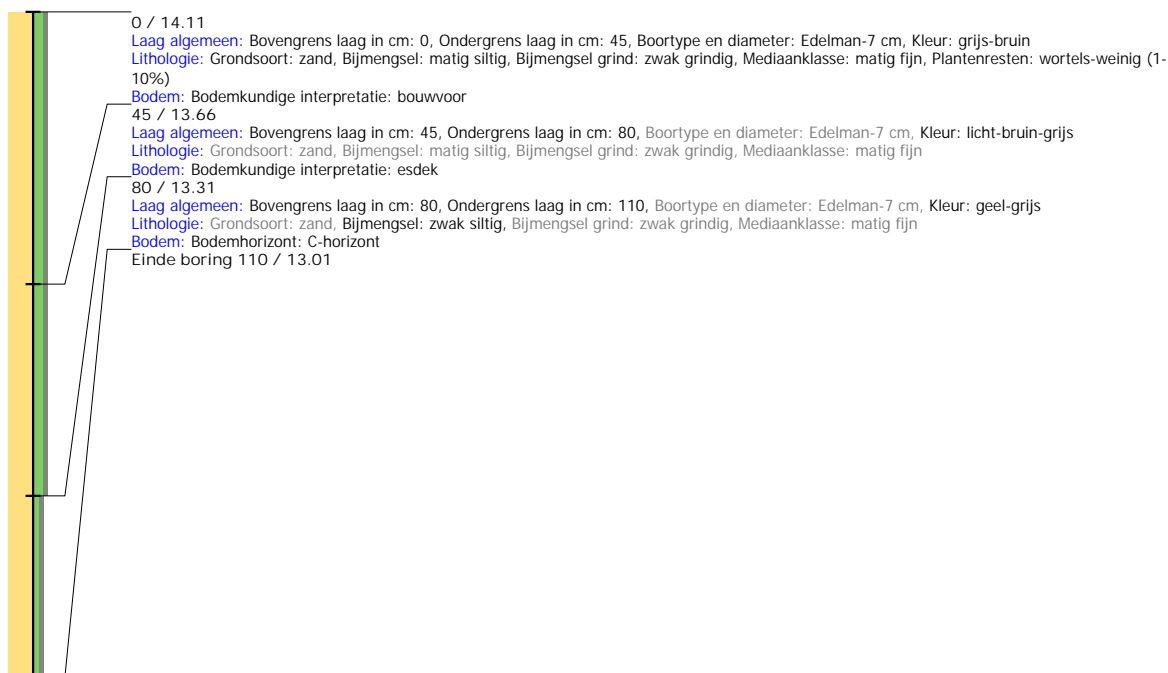 0 / 14.11
Laag algemeen: Bovengrens laag in cm: 0, Ondergrens laag in cm: 45, Boortype en diameter: Edelman-7 cm, Kleur: grijs-bruin
Lithologie: Grondsoort: zand, Bijmengsel: matig siltig, Bijmengsel grind: zwak grindig, Mediaanklasse: matig fijn, Plantenresten: wortels-weinig (1-
10%)
Bodem: Bodemkundige interpretatie: bouwvoor
45 / 13.66
Laag algemeen: Bovengrens laag in cm: 45, Ondergrens laag in cm: 80, Boortype en diameter: Edelman-7 cm, Kleur: licht-bruin-grijs
Lithologie: Grondsoort: zand, Bijmengsel: matig siltig, Bijmengsel grind: zwak grindig, Mediaanklasse: matig fijn
Bodem: Bodemkundige interpretatie: esdek
80 / 13.31
Laag algemeen: Bovengrens laag in cm: 80, Ondergrens laag in cm: 110, Boortype en diameter: Edelman-7 cm, Kleur: geel-grijs
Lithologie: Grondsoort: zand, Bijmengsel: zwak siltig, Bijmengsel grind: zwak grindig, Mediaanklasse: matig fijn
Bodem: Bodemhorizont: C-horizont
Einde boring 110 / 13.01